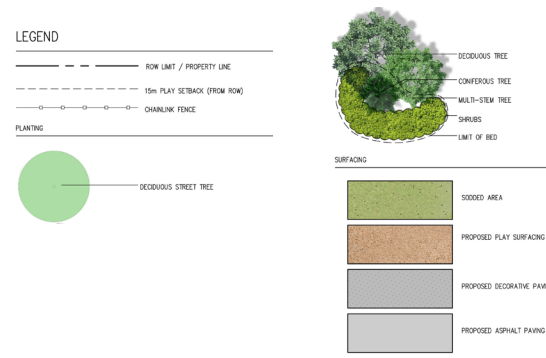 LEGEND
ROW LIMIT / PROPERTY LINE
15m PLAY SETBACK (FROM ROW)
CHAINLINK FENCE
PLANTING
DECIDUOUS STREET TREE
DECIDUOUS TREE
CONIFEROUS TREE
MULTI-STEM TREE
SHRUBS
LIMIT OF BED
SURFACING
SODDED AREA
PROPOSED PLAY SURFACING
PROPOSED DECORATIVE PAVI
PROPOSED ASPHALT PAVING